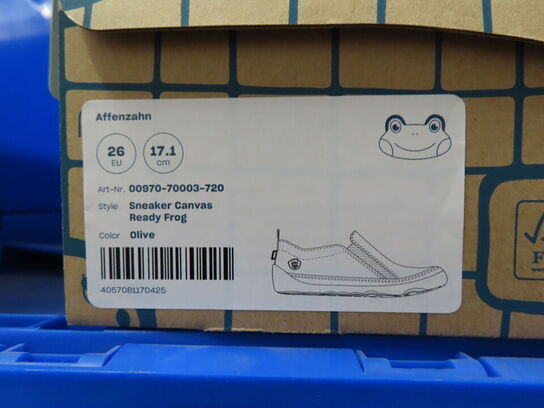 Affenzahn
26 EU
17.1 cm
Art-Nr. 00970-70003-720
Style Sneaker Canvas
Ready Frog
Color Olive
4057081170425